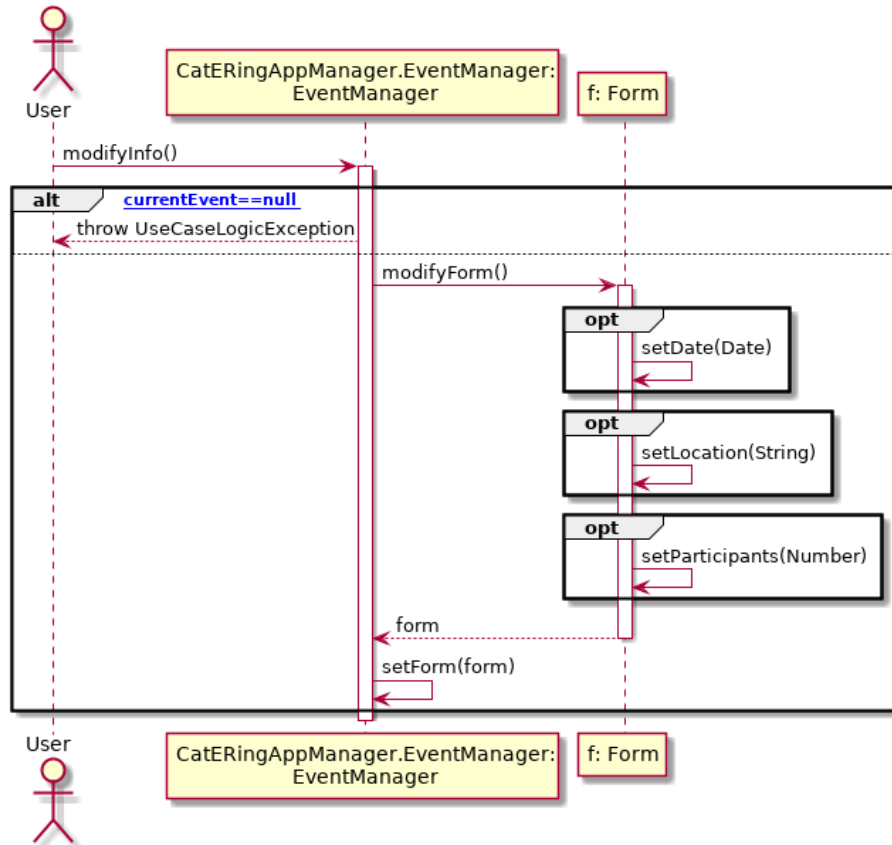 User
CatERingAppManager.EventManager:
EventManager
f: Form
modifyInfo()
alt
currentEvent==null
throw UseCaseLogicException
modifyForm()
opt
setDate(Date)
opt
setLocation(String)
opt
setParticipants(Number)
form
setForm(form)
User
CatERingAppManager.EventManager:
EventManager
f: Form